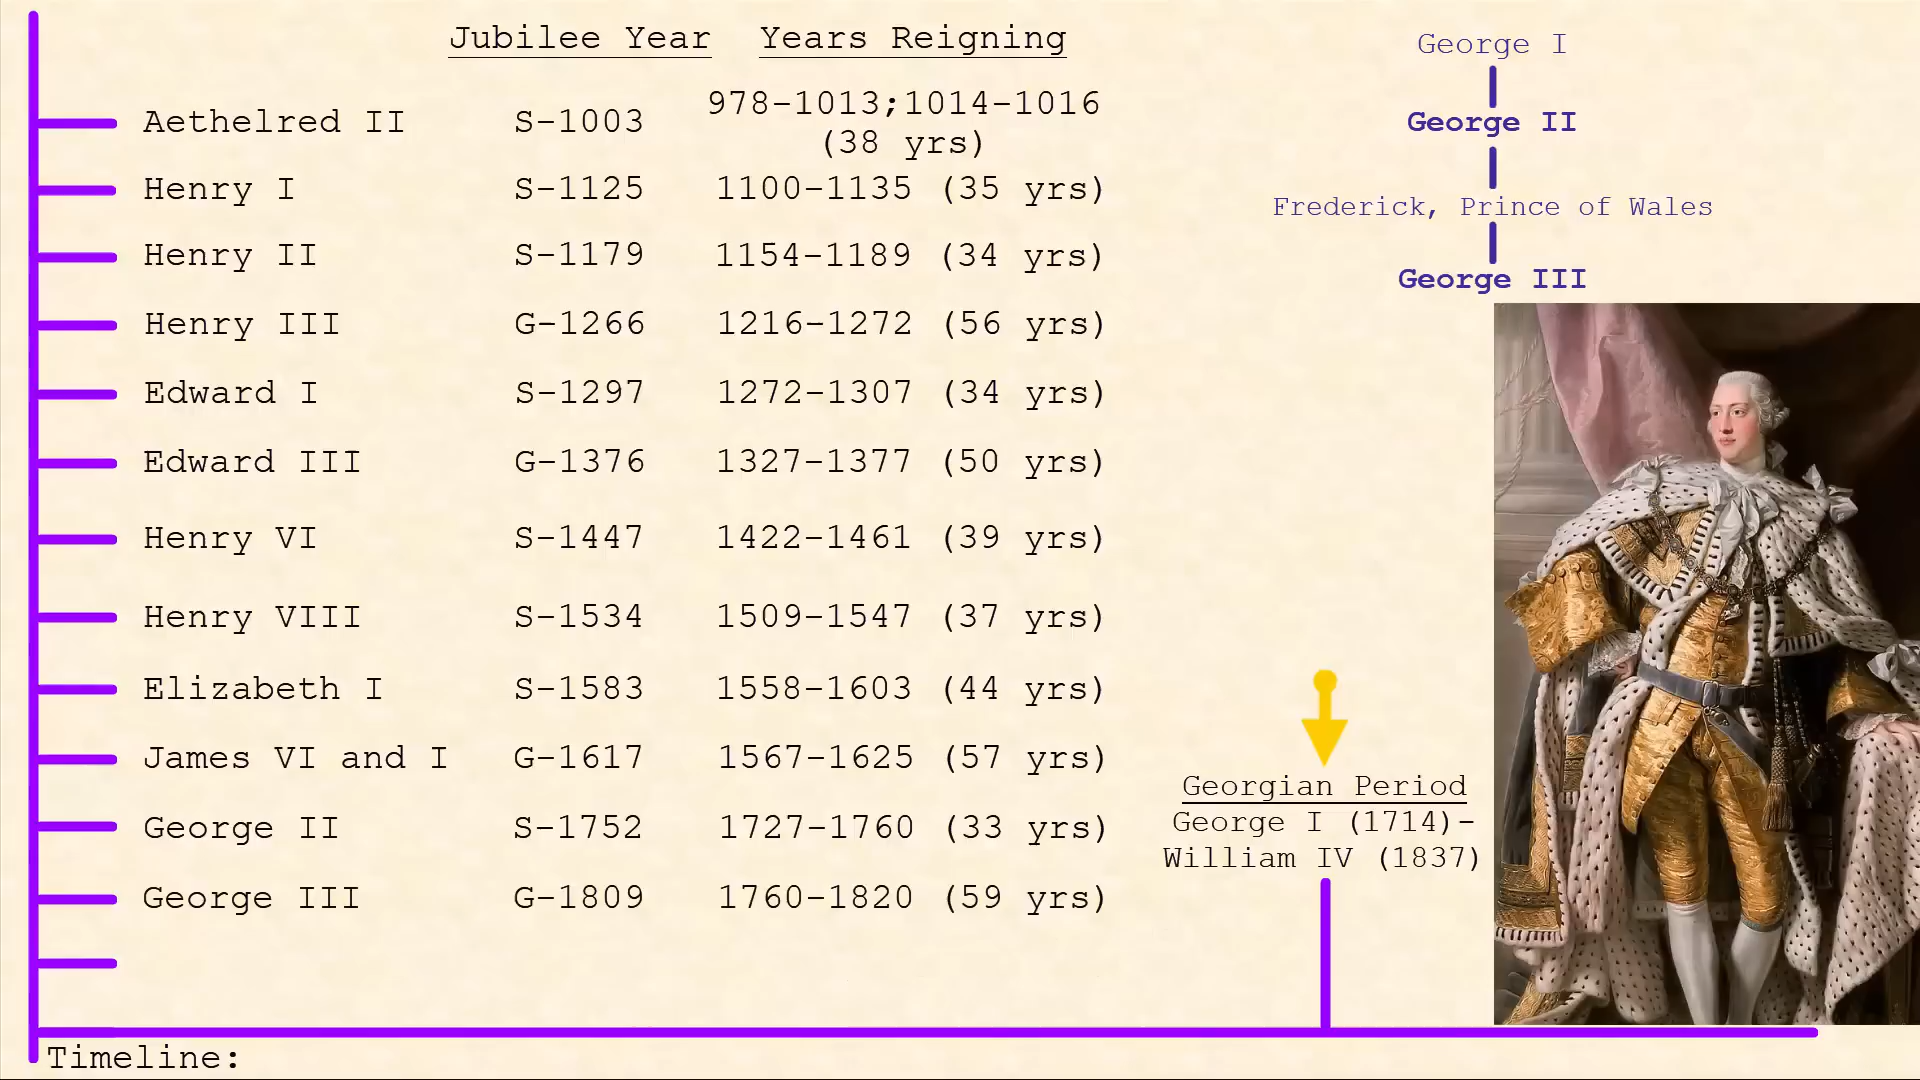 Jubilee Year Years Reigning
Aethelred II S-1003 978-1013;1014-1016
(38 yrs)
Henry I S-1125 1100-1135 (35 yrs)
Henry II S-1179 1154-1189 (34 yrs)
Henry III G-1266 1216-1272 (56 yrs)
Edward I S-1297 1272-1307 (34 yrs)
Edward III G-1376 1327-1377 (50 yrs)
Henry VI S-1447 1422-1461 (39 yrs)
Henry VIII S-1534 1509-1547 (37 yrs)
Elizabeth I S-1583 1558-1603 (44 yrs)
James VI and I G-1617 1567-1625 (57 yrs)
George II S-1752 1727-1760 (33 yrs)
George III G-1809 1760-1820 (59 yrs)
George I
George II
Frederick, Prince of Wales
George III
Georgian Period
George I (1714)-
William IV (1837)
Timeline: